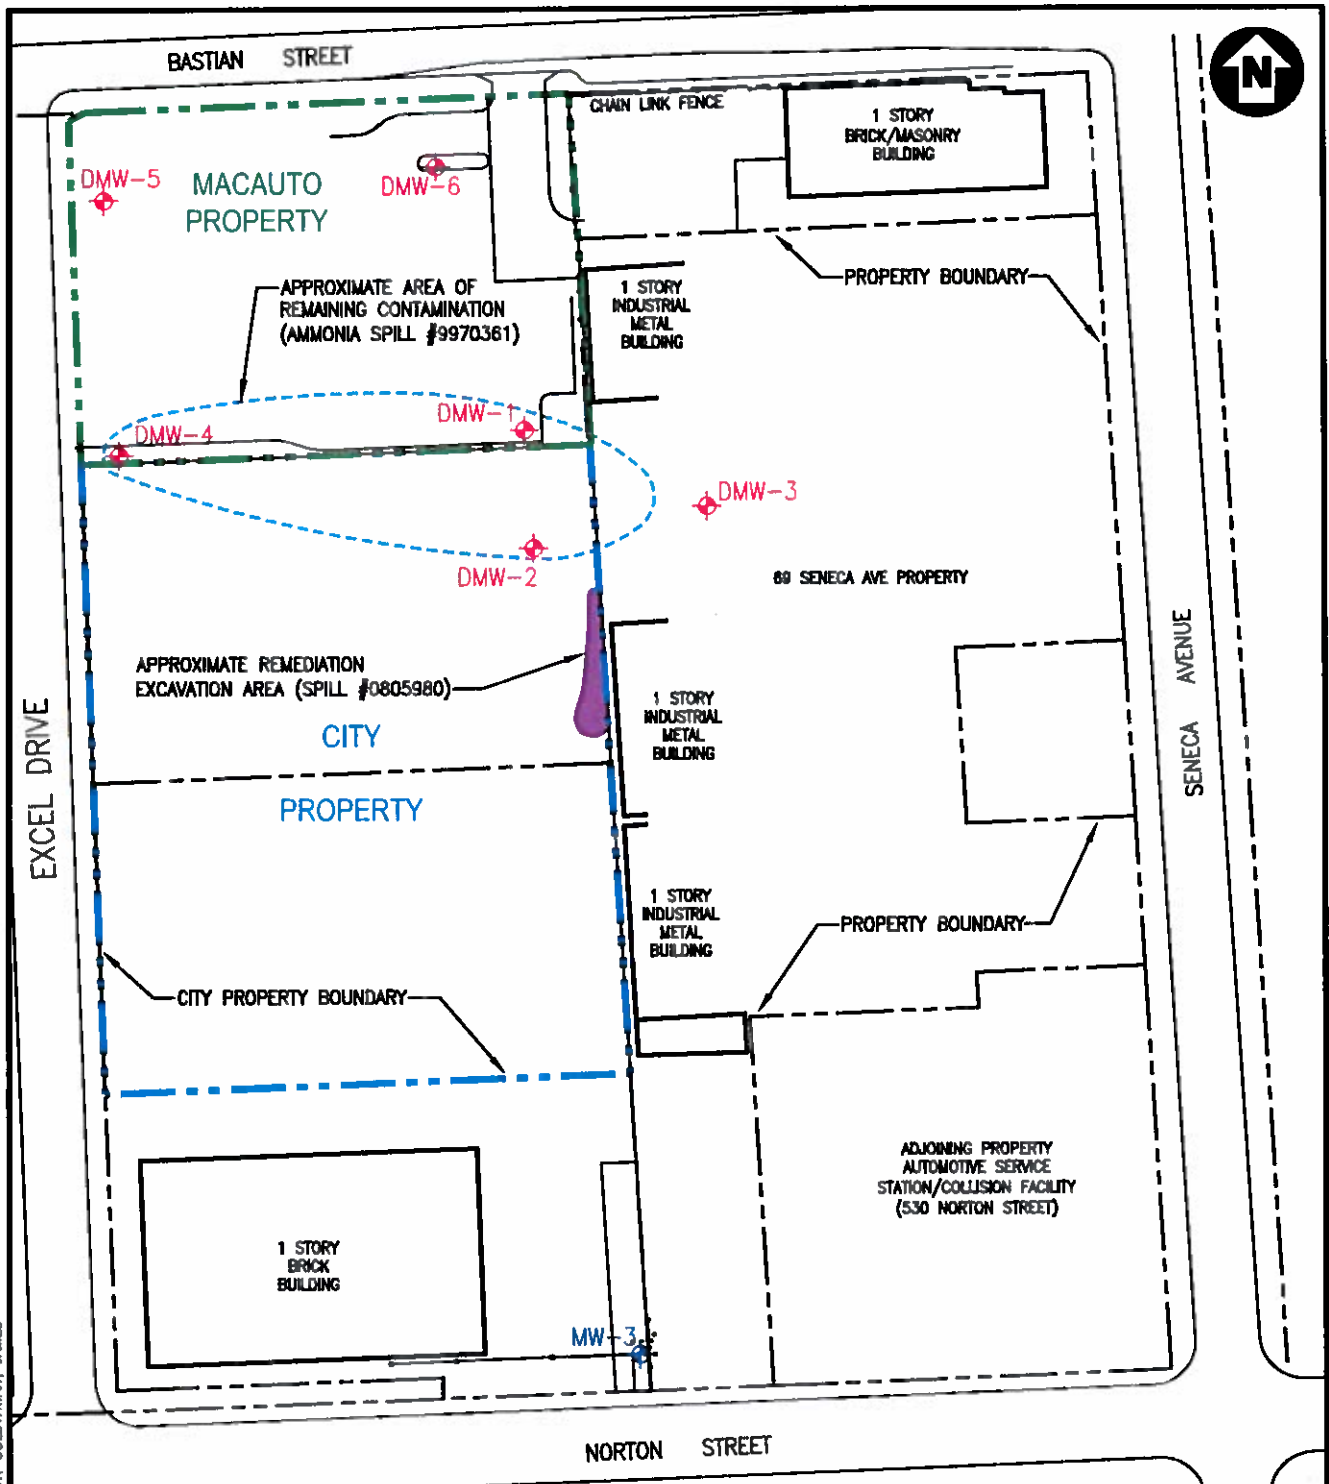 BASTIAN STREET
N
CHAIN LINK FENCE
1 STORY
BRICK/MASONRY
BUILDING
DMW-5
MACAUTO
PROPERTY
DMW-6
APPROXIMATE AREA OF
REMAINING CONTAMINATION
(AMMONIA SPILL #9970361)
1 STORY
INDUSTRIAL
METAL
BUILDING
PROPERTY BOUNDARY
DMW-1
DMW-4
DMW-3
DMW-2
69 SENECA AVE PROPERTY
APPROXIMATE REMEDIATION
EXCAVATION AREA (SPILL #0805980)
CITY
PROPERTY
1 STORY
INDUSTRIAL
METAL
BUILDING
SENECA AVENUE
EXCEL DRIVE
1 STORY
INDUSTRIAL
METAL
BUILDING
PROPERTY BOUNDARY
CITY PROPERTY BOUNDARY
ADJOINING PROPERTY
AUTOMOTIVE SERVICE
STATION/COLLISION FACILITY
(530 NORTON STREET)
1 STORY
BRICK
BUILDING
MW-3
NORTON STREET